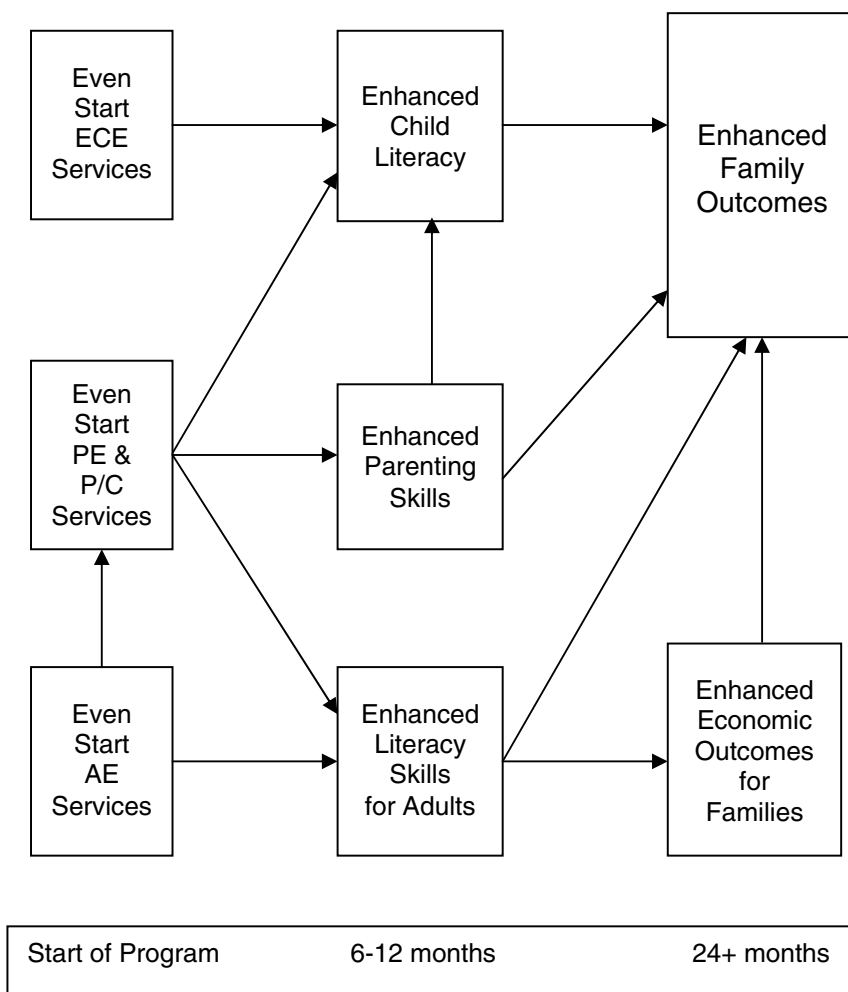 Even
Start
ECE
Services
Enhanced
Child
Literacy
Enhanced
Family
Outcomes
Even
Start
PE &
P/C
Services
Enhanced
Parenting
Skills
Even
Start
AE
Services
Enhanced
Literacy
Skills
for Adults
Enhanced
Economic
Outcomes
for
Families
Start of Program 6-12 months 24+ months